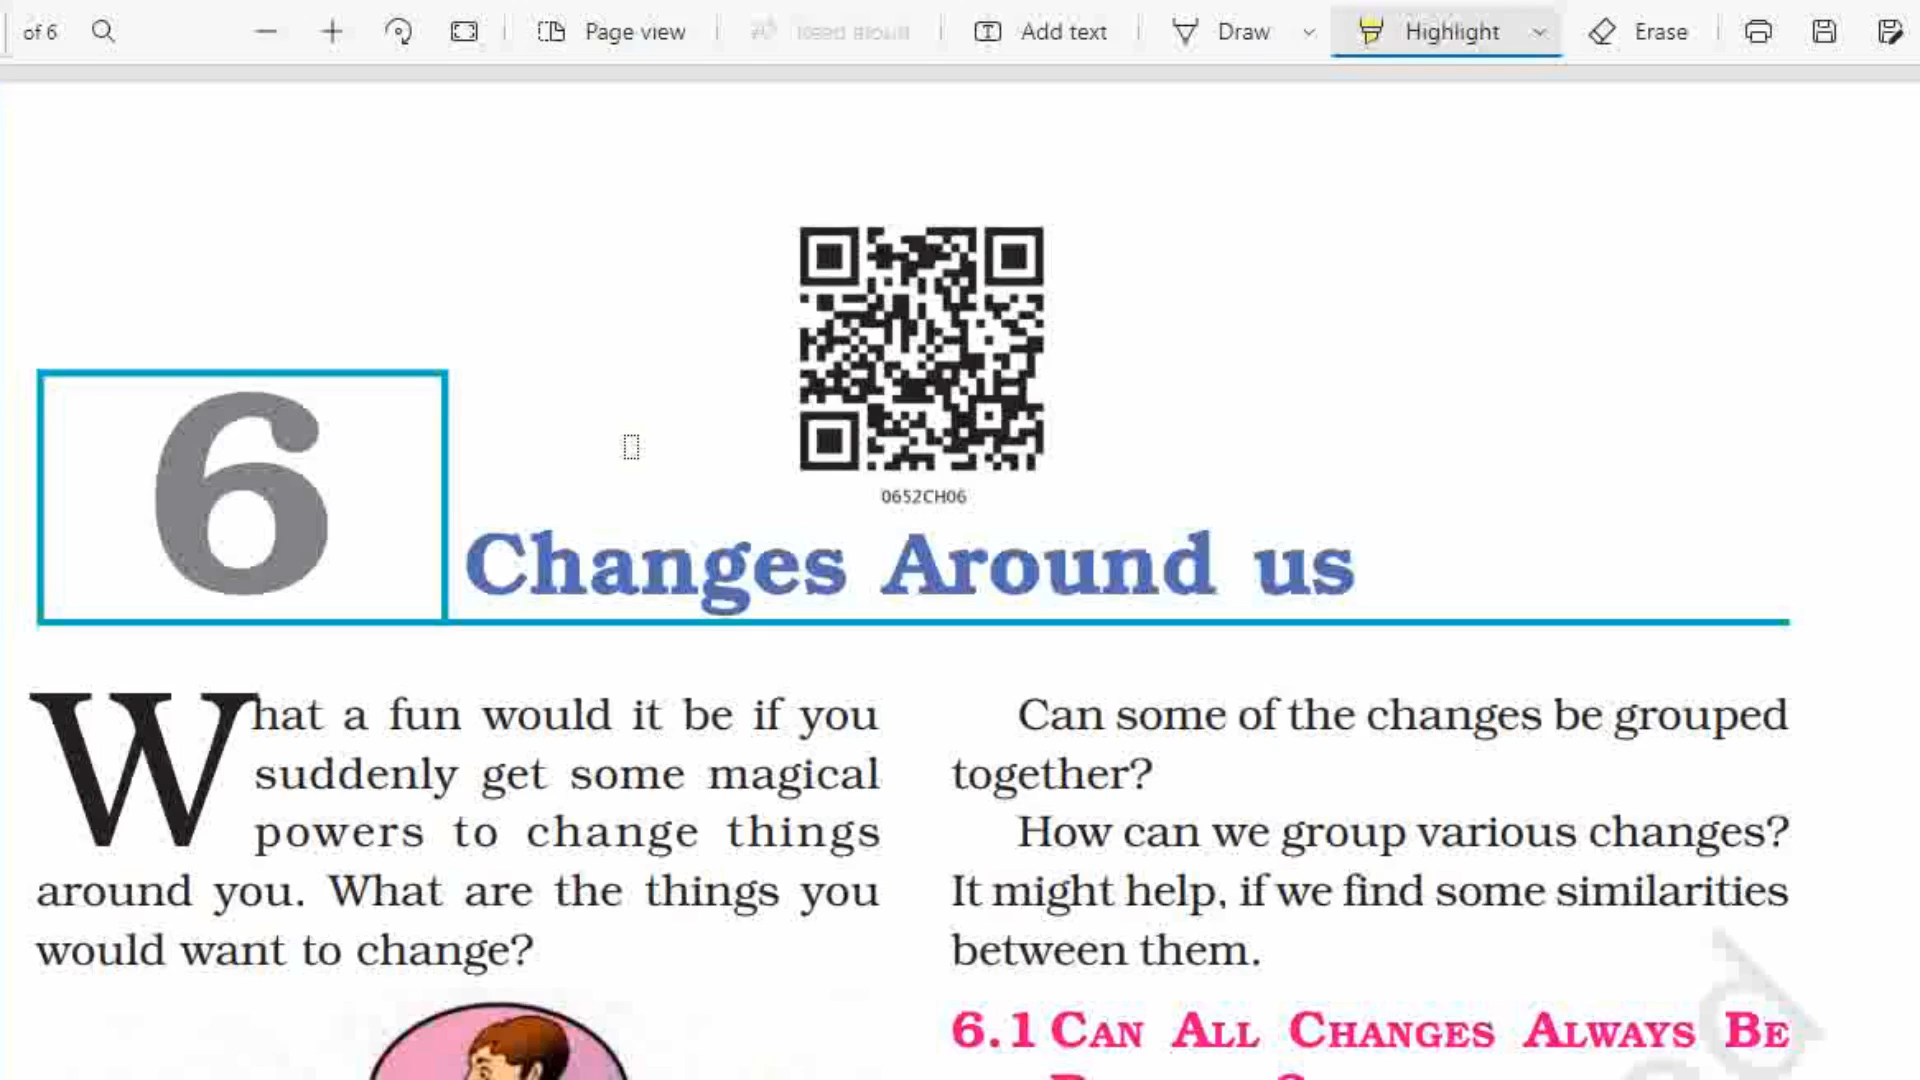 of 6
Page view
Read aloud
Add text
Draw
Highlight
Erase
0652CH06
6
Changes Around us
What a fun would it be if you
suddenly get some magical
powers to change things
around you. What are the things you
would want to change?
Can some of the changes be grouped
together?
How can we group various changes?
It might help, if we find some similarities
between them.
6.1 CAN ALL CHANGES ALWAYS BE